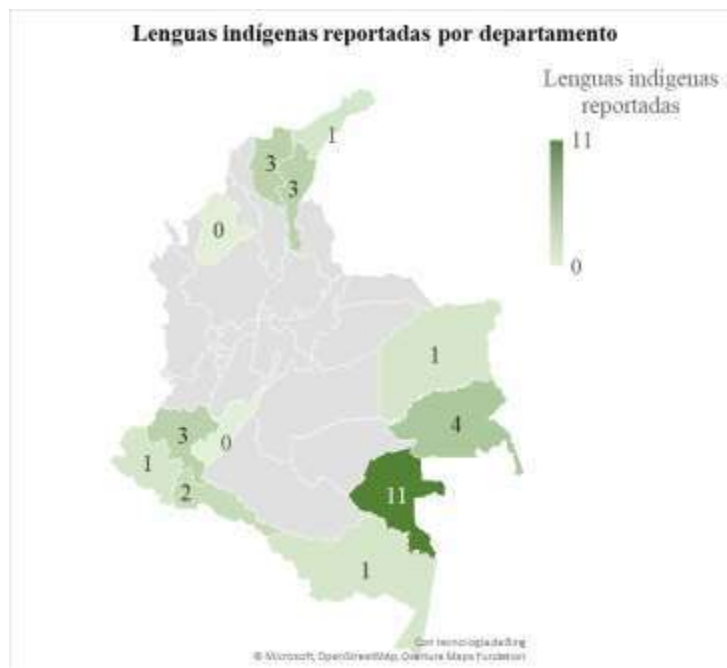 Lenguas indígenas reportadas por departamento
Lenguas indígenas
reportadas
11
0
1
3
3
0
1
4
3
0
1
2
11
1
Con tecnología de Bing
© Microsoft, OpenStreetMap, Overture Maps Fundation